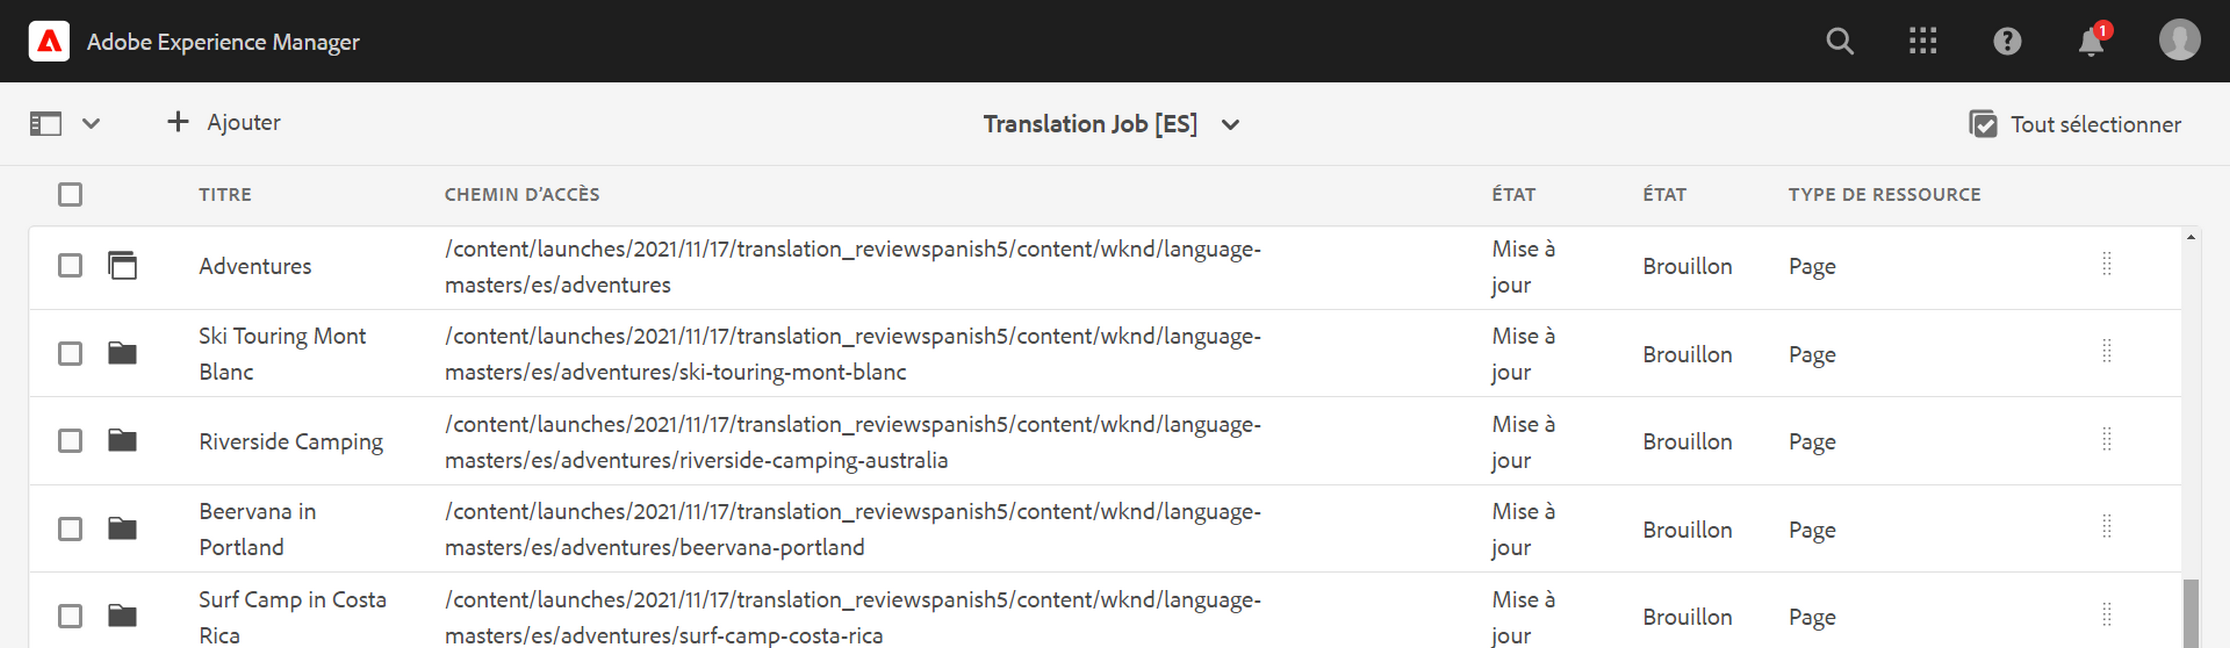 Adobe Experience Manager
1
Ajouter
Translation Job [ES]
Tout sélectionner
TITRE
CHEMIN D’ACCÈS
ÉTAT
ÉTAT
TYPE DE RESSOURCE
Adventures
/content/launches/2021/11/17/translation_reviewspanish5/content/wknd/language-
masters/es/adventures
Mise à
jour
Brouillon
Page
Ski Touring Mont
Blanc
/content/launches/2021/11/17/translation_reviewspanish5/content/wknd/language-
masters/es/adventures/ski-touring-mont-blanc
Mise à
jour
Brouillon
Page
Riverside Camping
/content/launches/2021/11/17/translation_reviewspanish5/content/wknd/language-
masters/es/adventures/riverside-camping-australia
Mise à
jour
Brouillon
Page
Beervana in
Portland
/content/launches/2021/11/17/translation_reviewspanish5/content/wknd/language-
masters/es/adventures/beervana-portland
Mise à
jour
Brouillon
Page
Surf Camp in Costa
Rica
/content/launches/2021/11/17/translation_reviewspanish5/content/wknd/language-
masters/es/adventures/surf-camp-costa-rica
Mise à
jour
Brouillon
Page